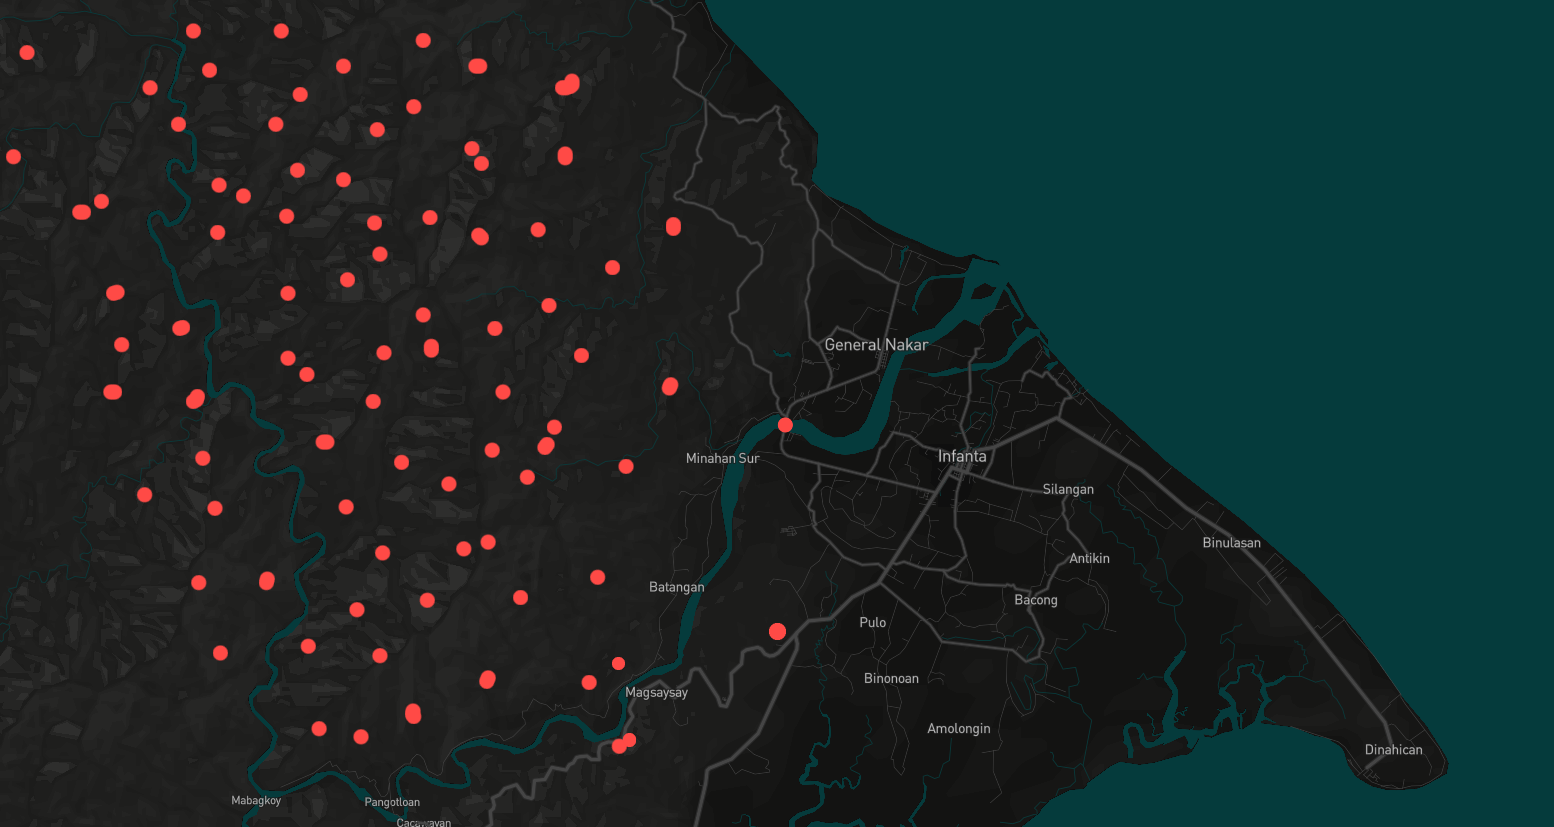 General Nakar
Infanta
Minahan Sur
Silangan
Binulasan
Antikin
Batangan
Bacong
Pulo
Binonoan
Magsaysay
Amolongin
Dinahican
Mabagkoy
Pangotloan
Cacawayan